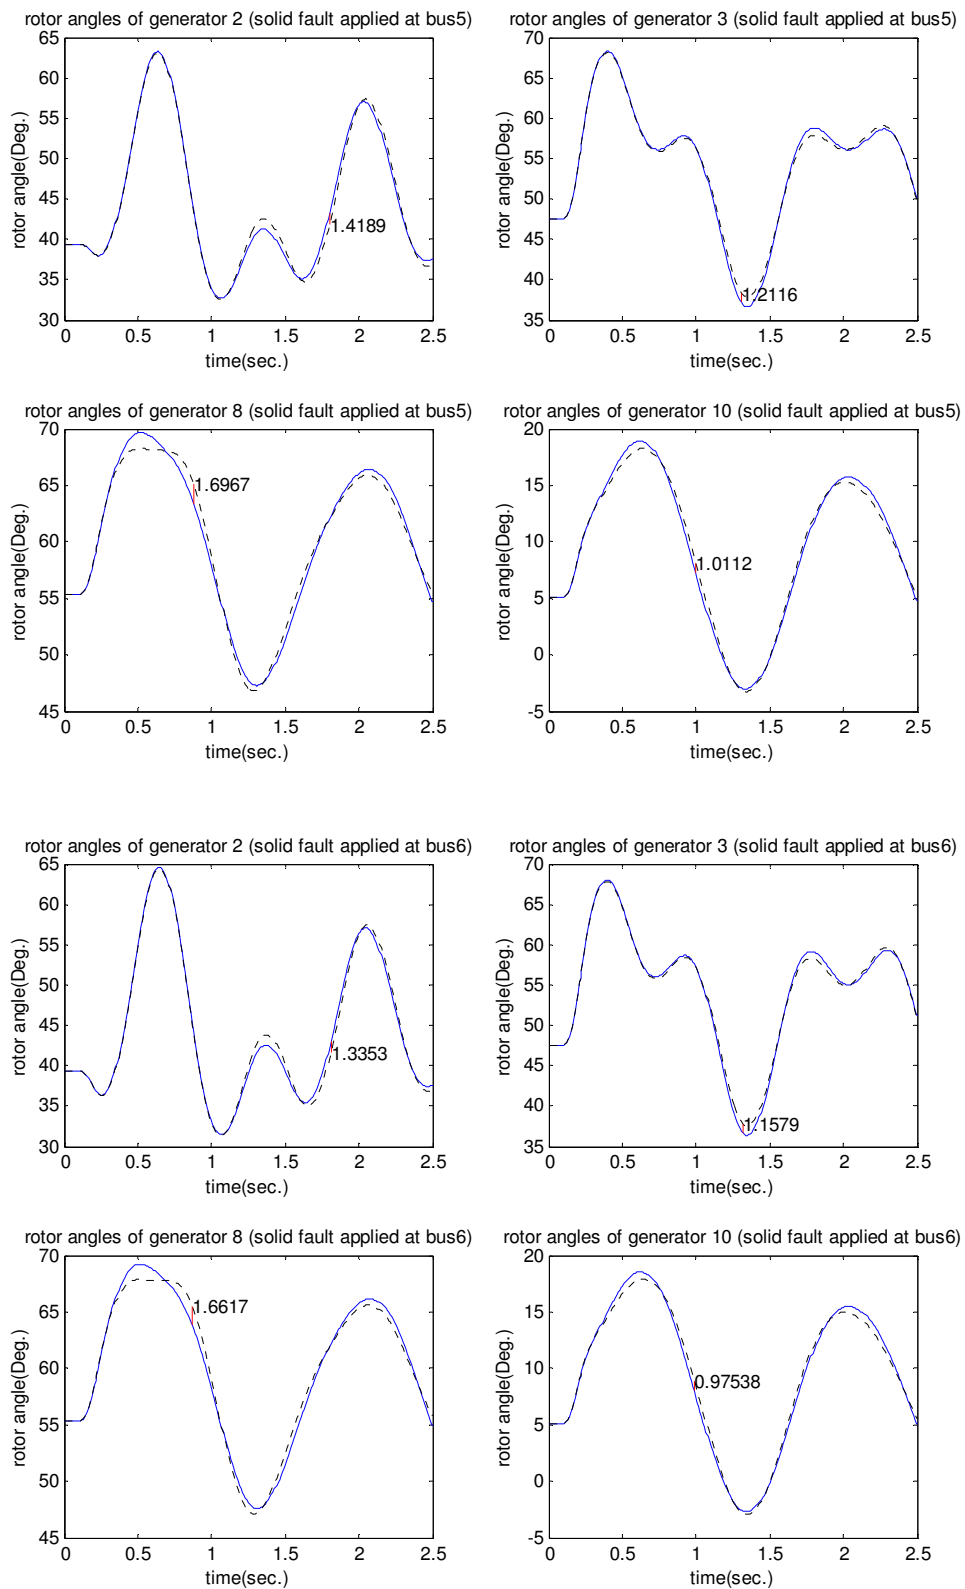 rotor angles of generator 2 (solid fault applied at bus5)
65
60
55
50
45
40
35
30
rotor angle(Deg.)
1.4189
0 0.5 1 1.5 2 2.5
time(sec.)
rotor angles of generator 3 (solid fault applied at bus5)
70
65
60
55
50
45
40
35
rotor angle(Deg.)
1.2116
0 0.5 1 1.5 2 2.5
time(sec.)
rotor angles of generator 8 (solid fault applied at bus5)
70
65
60
55
50
45
rotor angle(Deg.)
1.6967
0 0.5 1 1.5 2 2.5
time(sec.)
rotor angles of generator 10 (solid fault applied at bus5)
20
15
10
5
0
-5
rotor angle(Deg.)
1.0112
0 0.5 1 1.5 2 2.5
time(sec.)
rotor angles of generator 2 (solid fault applied at bus6)
65
60
55
50
45
40
35
30
rotor angle(Deg.)
1.3353
0 0.5 1 1.5 2 2.5
time(sec.)
rotor angles of generator 3 (solid fault applied at bus6)
70
65
60
55
50
45
40
35
rotor angle(Deg.)
1.1579
0 0.5 1 1.5 2 2.5
time(sec.)
rotor angles of generator 8 (solid fault applied at bus6)
70
65
60
55
50
45
rotor angle(Deg.)
1.6617
0 0.5 1 1.5 2 2.5
time(sec.)
rotor angles of generator 10 (solid fault applied at bus6)
20
15
10
5
0
-5
rotor angle(Deg.)
0.97538
0 0.5 1 1.5 2 2.5
time(sec.)